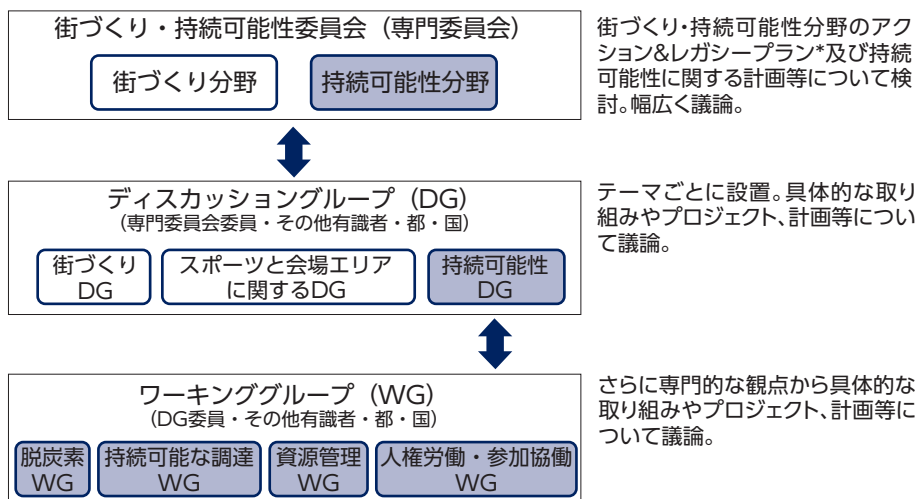 街づくり・持続可能性委員会（専門委員会）
街づくり分野
持続可能性分野
街づくり・持続可能性分野のアク
ション&レガシープラン*及び持続
可能性に関する計画等について検
討。幅広く議論。
ディスカッショングループ（DG）
（専門委員会委員・その他有識者・都・国）
街づくり
DG
スポーツと会場エリア
に関するDG
持続可能性
DG
テーマごとに設置。具体的な取り
組みやプロジェクト、計画等につい
て議論。
ワーキンググループ（WG）
（DG委員・その他有識者・都・国）
脱炭素
WG
持続可能な調達
WG
資源管理
WG
人権労働・参加協働
WG
さらに専門的な観点から具体的な
取り組みやプロジェクト、計画等に
ついて議論。